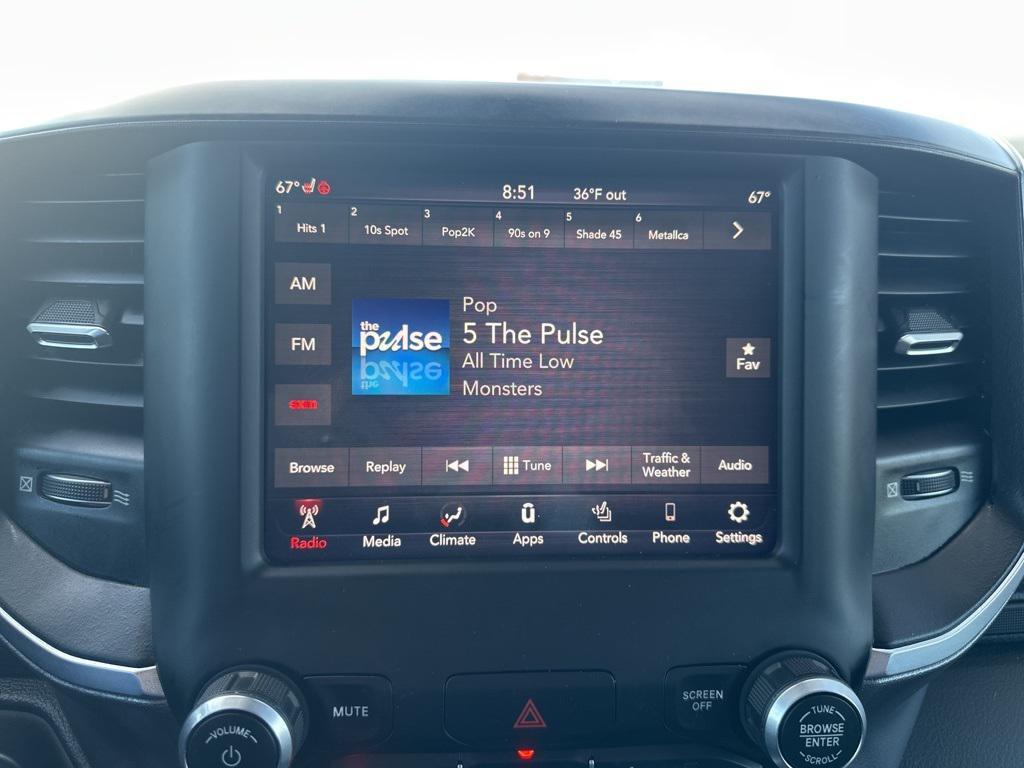 67° 8:51 36°F out 67°
1 2 3 4 5 6
Hits 1 10s Spot Pop2K 90s on 9 Shade 45 Metallca
AM
FM
sxm
the
pulse
Pop
5 The Pulse
All Time Low
Monsters
Fav
Browse Replay Tune Traffic & Weather Audio
Radio Media Climate Apps Controls Phone Settings
VOLUME
MUTE
SCREEN
OFF
TUNE
BROWSE
ENTER
SCROLL